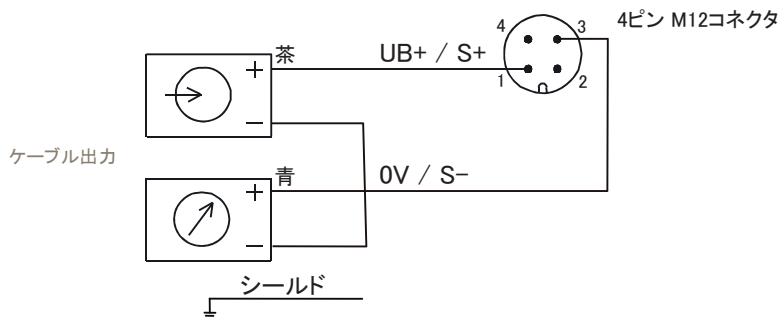 4ピン M12コネクタ
4
3
茶
UB+ / S+
+
1
2
−
ケーブル出力
青
0V / S−
+
−
シールド